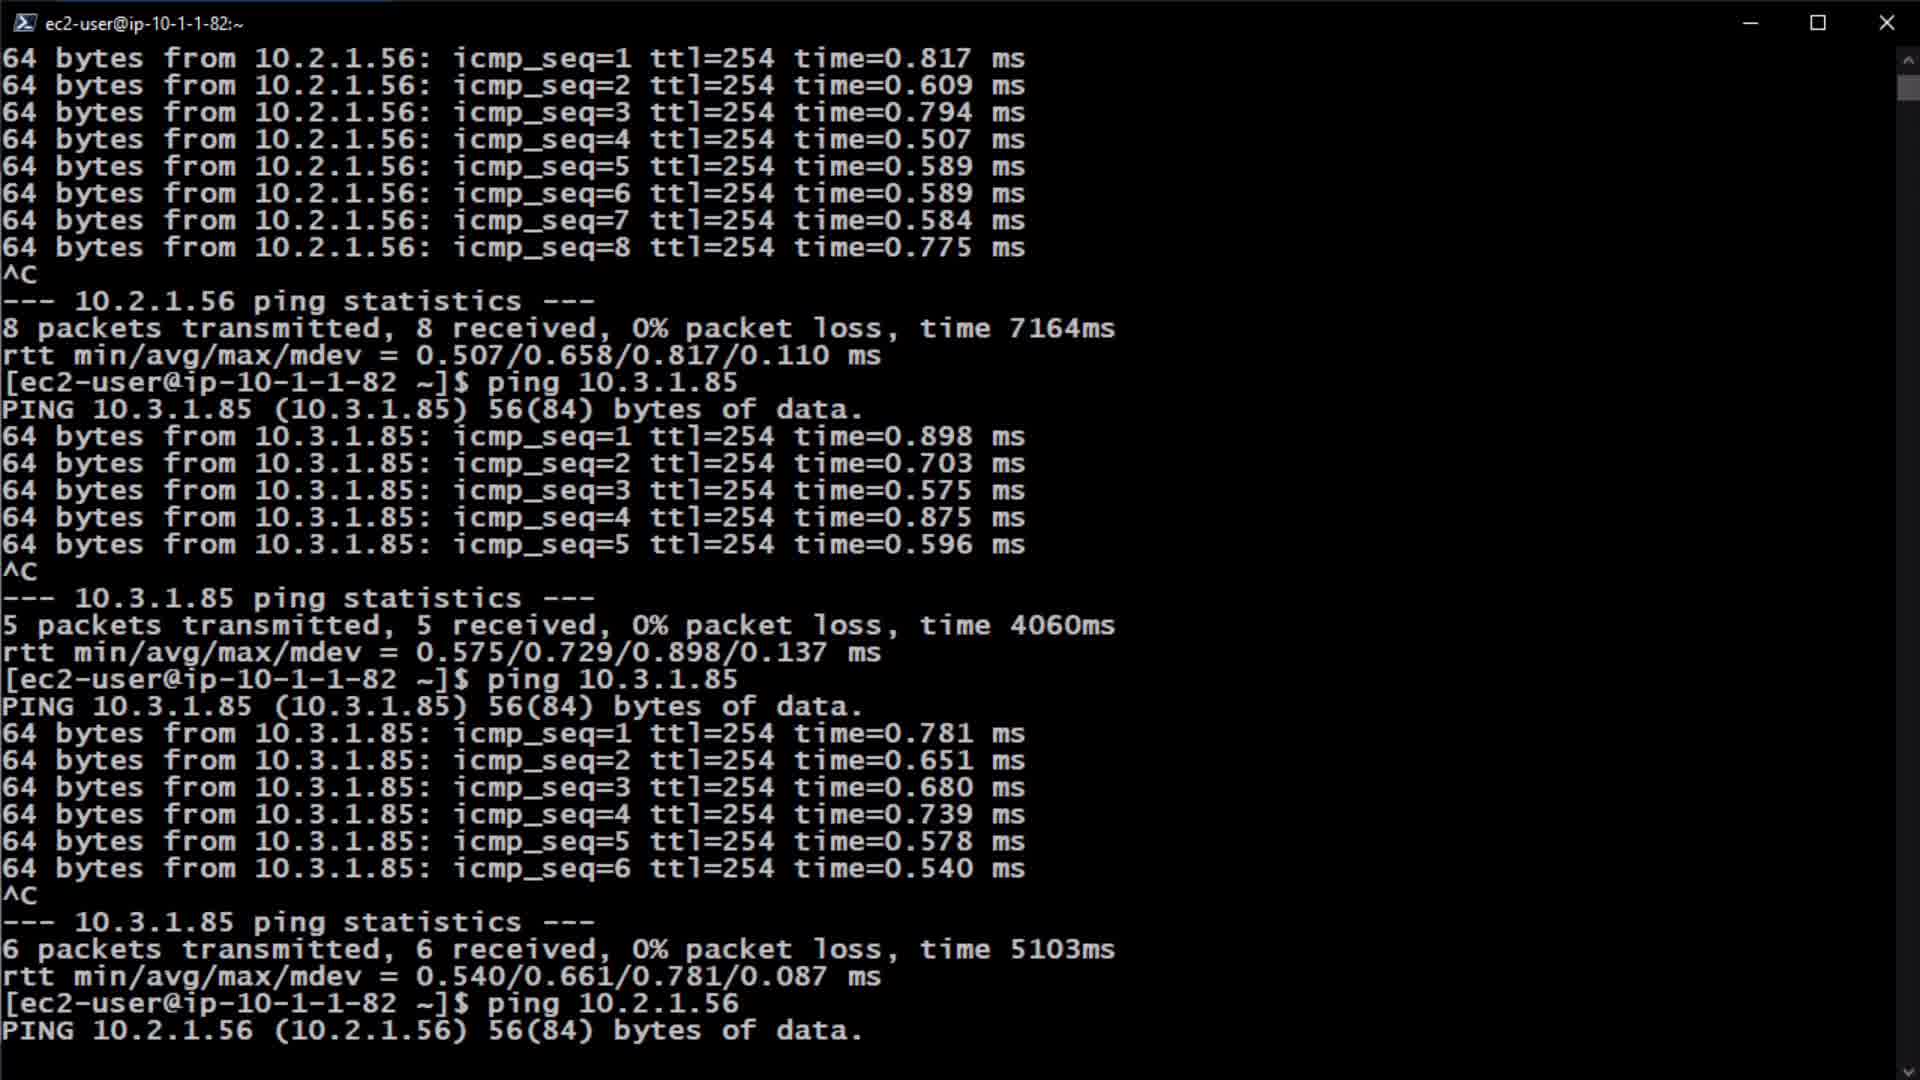 ec2-user@ip-10-1-1-82:~
64 bytes from 10.2.1.56: icmp_seq=1 ttl=254 time=0.817 ms
64 bytes from 10.2.1.56: icmp_seq=2 ttl=254 time=0.609 ms
64 bytes from 10.2.1.56: icmp_seq=3 ttl=254 time=0.794 ms
64 bytes from 10.2.1.56: icmp_seq=4 ttl=254 time=0.507 ms
64 bytes from 10.2.1.56: icmp_seq=5 ttl=254 time=0.589 ms
64 bytes from 10.2.1.56: icmp_seq=6 ttl=254 time=0.589 ms
64 bytes from 10.2.1.56: icmp_seq=7 ttl=254 time=0.584 ms
64 bytes from 10.2.1.56: icmp_seq=8 ttl=254 time=0.775 ms
^C
--- 10.2.1.56 ping statistics ---
8 packets transmitted, 8 received, 0% packet loss, time 7164ms
rtt min/avg/max/mdev = 0.507/0.658/0.817/0.110 ms
[ec2-user@ip-10-1-1-82 ~]$ ping 10.3.1.85
PING 10.3.1.85 (10.3.1.85) 56(84) bytes of data.
64 bytes from 10.3.1.85: icmp_seq=1 ttl=254 time=0.898 ms
64 bytes from 10.3.1.85: icmp_seq=2 ttl=254 time=0.703 ms
64 bytes from 10.3.1.85: icmp_seq=3 ttl=254 time=0.575 ms
64 bytes from 10.3.1.85: icmp_seq=4 ttl=254 time=0.875 ms
64 bytes from 10.3.1.85: icmp_seq=5 ttl=254 time=0.596 ms
^C
--- 10.3.1.85 ping statistics ---
5 packets transmitted, 5 received, 0% packet loss, time 4060ms
rtt min/avg/max/mdev = 0.575/0.729/0.898/0.137 ms
[ec2-user@ip-10-1-1-82 ~]$ ping 10.3.1.85
PING 10.3.1.85 (10.3.1.85) 56(84) bytes of data.
64 bytes from 10.3.1.85: icmp_seq=1 ttl=254 time=0.781 ms
64 bytes from 10.3.1.85: icmp_seq=2 ttl=254 time=0.651 ms
64 bytes from 10.3.1.85: icmp_seq=3 ttl=254 time=0.680 ms
64 bytes from 10.3.1.85: icmp_seq=4 ttl=254 time=0.739 ms
64 bytes from 10.3.1.85: icmp_seq=5 ttl=254 time=0.578 ms
64 bytes from 10.3.1.85: icmp_seq=6 ttl=254 time=0.540 ms
^C
--- 10.3.1.85 ping statistics ---
6 packets transmitted, 6 received, 0% packet loss, time 5103ms
rtt min/avg/max/mdev = 0.540/0.661/0.781/0.087 ms
[ec2-user@ip-10-1-1-82 ~]$ ping 10.2.1.56
PING 10.2.1.56 (10.2.1.56) 56(84) bytes of data.